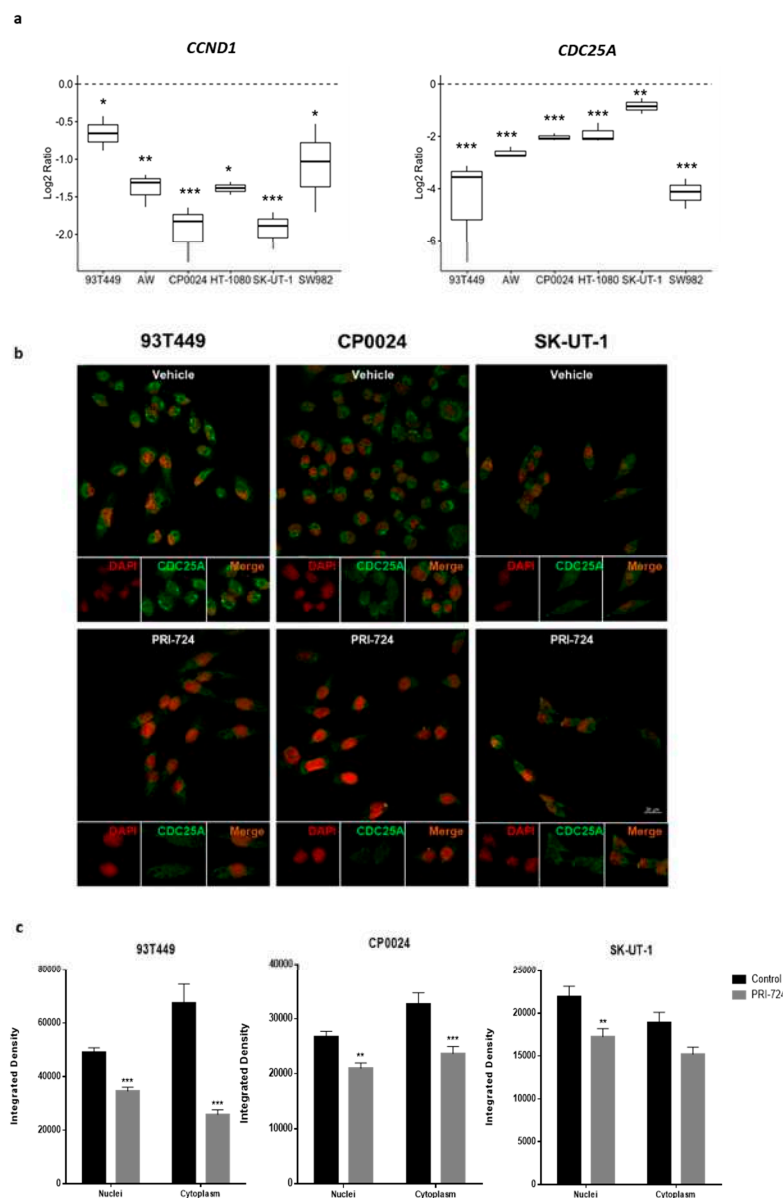 a
CCND1
CDC25A
Log2 Ratio
0.0
-0.5
-1.0
-1.5
-2.0
*
**
***
*
***
*
93T449 AW CP0024 HT-1080 SK-UT-1 SW982
Log2 Ratio
0
-2
-4
-6
***
***
***
***
**
***
93T449 AW CP0024 HT-1080 SK-UT-1 SW982
b
93T449 CP0024 SK-UT-1
Vehicle Vehicle Vehicle
DAPI CDC25A Merge DAPI CDC25A Merge DAPI CDC25A Merge
PRI-724 PRI-724 PRI-724
DAPI CDC25A Merge DAPI CDC25A Merge DAPI CDC25A Merge
c
93T449
Integrated Density
80000
60000
40000
20000
0
***
***
Nuclei Cytoplasm
CP0024
Integrated Density
40000
30000
20000
10000
0
**
***
Nuclei Cytoplasm
SK-UT-1
Integrated Density
25000
20000
15000
10000
5000
0
**
Nuclei Cytoplasm
Control
PRI-724